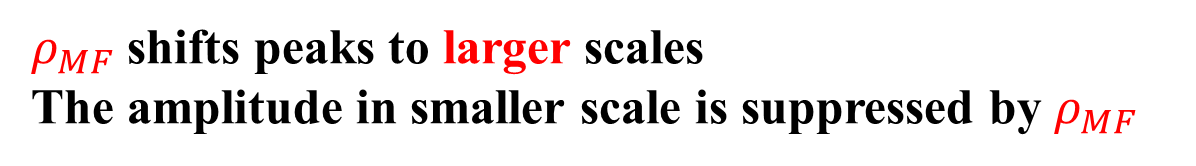 ρ_MF shifts peaks to larger scales
The amplitude in smaller scale is suppressed by ρ_MF